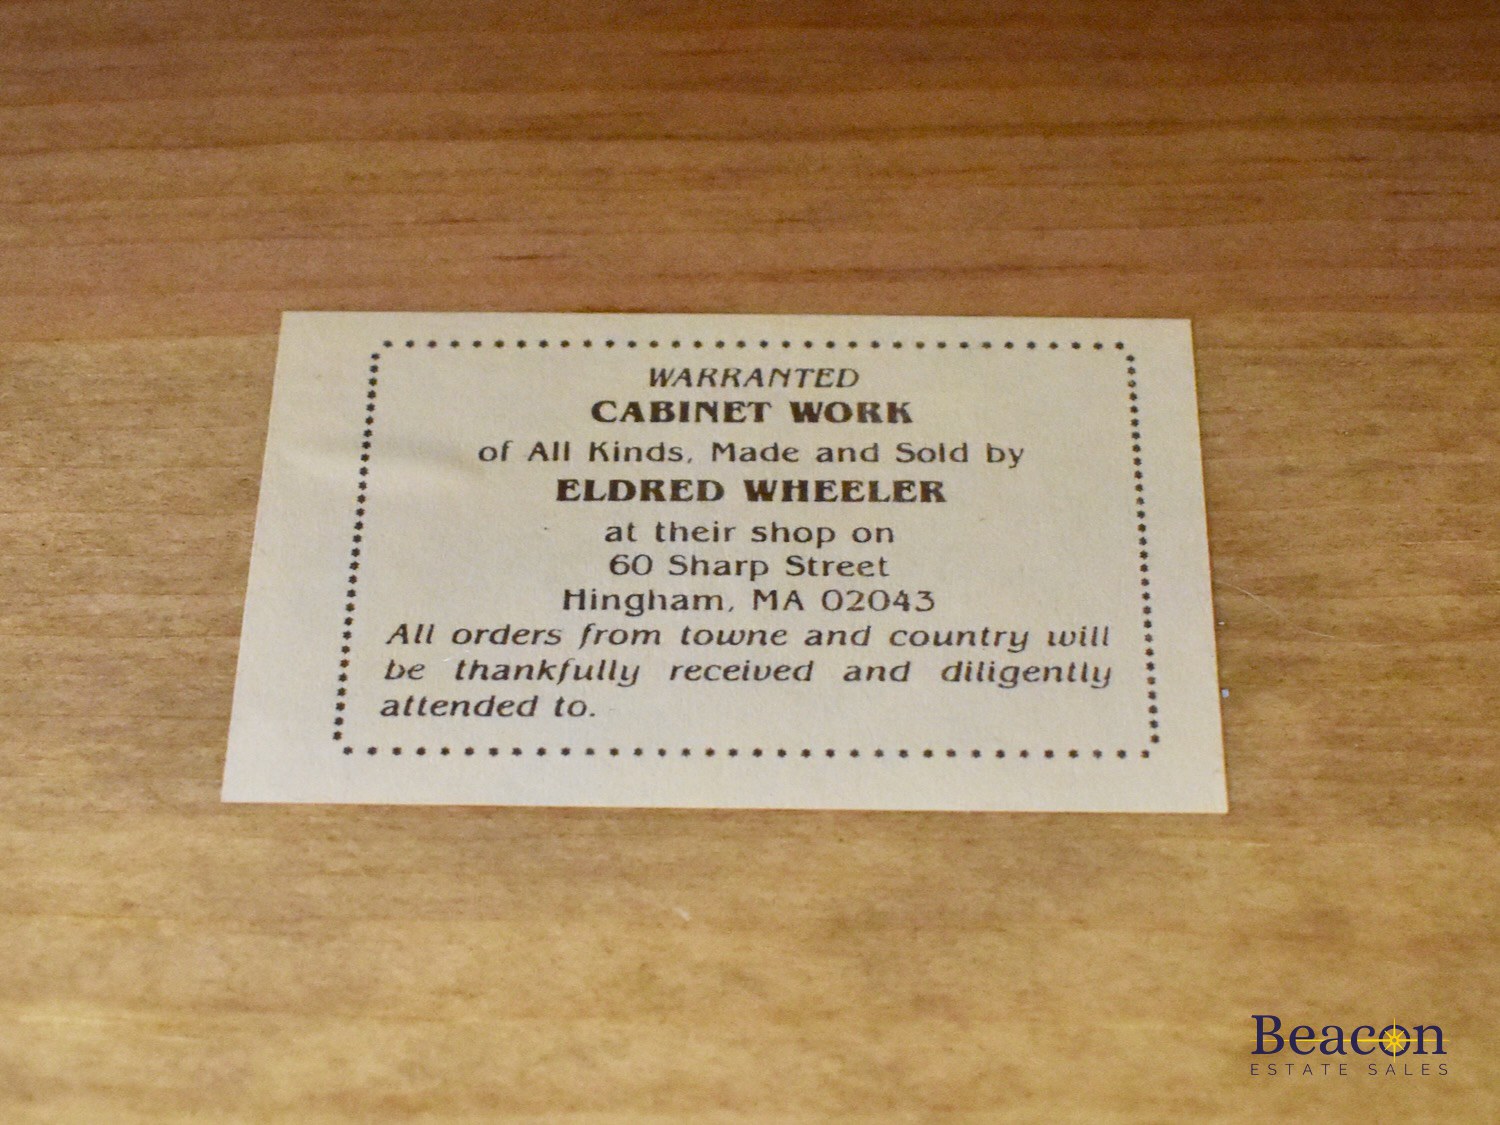 WARRANTED
CABINET WORK
of All Kinds, Made and Sold by
ELDRED WHEELER
at their shop on
60 Sharp Street
Hingham, MA 02043
All orders from towne and country will
be thankfully received and diligently
attended to.
Beacon
ESTATE SALES